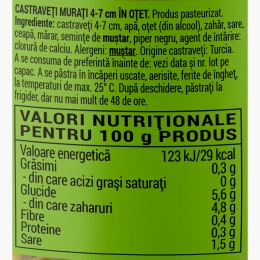 CASTRAVEȚI MURAȚI 4-7 cm ÎN OȚET. Produs pasteurizat.
Ingrediente: castraveți 4-7 cm, apă, oțet (din alcool), zahăr, sare,
ceapă, mărar, semințe de muștar, piper negru, agent de întărire:
clorură de calciu. Alergeni: muștar. Origine castraveți: Turcia.
A se consuma de preferință înainte de: vezi data și nr. lot pe
capac. A se păstra în încăperi uscate, aerisite, ferite de îngheț,
la temperaturi de max. 25° C. După deschidere, păstrați la
frigider, dar nu mai mult de 48 de ore.
VALORI NUTRIȚIONALE
PENTRU 100 g PRODUS
Valoare energetică 123 kJ/29 kcal
Grăsimi 0,3 g
- din care acizi grași saturați 0 g
Glucide 5,6 g
- din care zaharuri 4,8 g
Fibre 0,4 g
Proteine 0,3 g
Sare 1,5 g